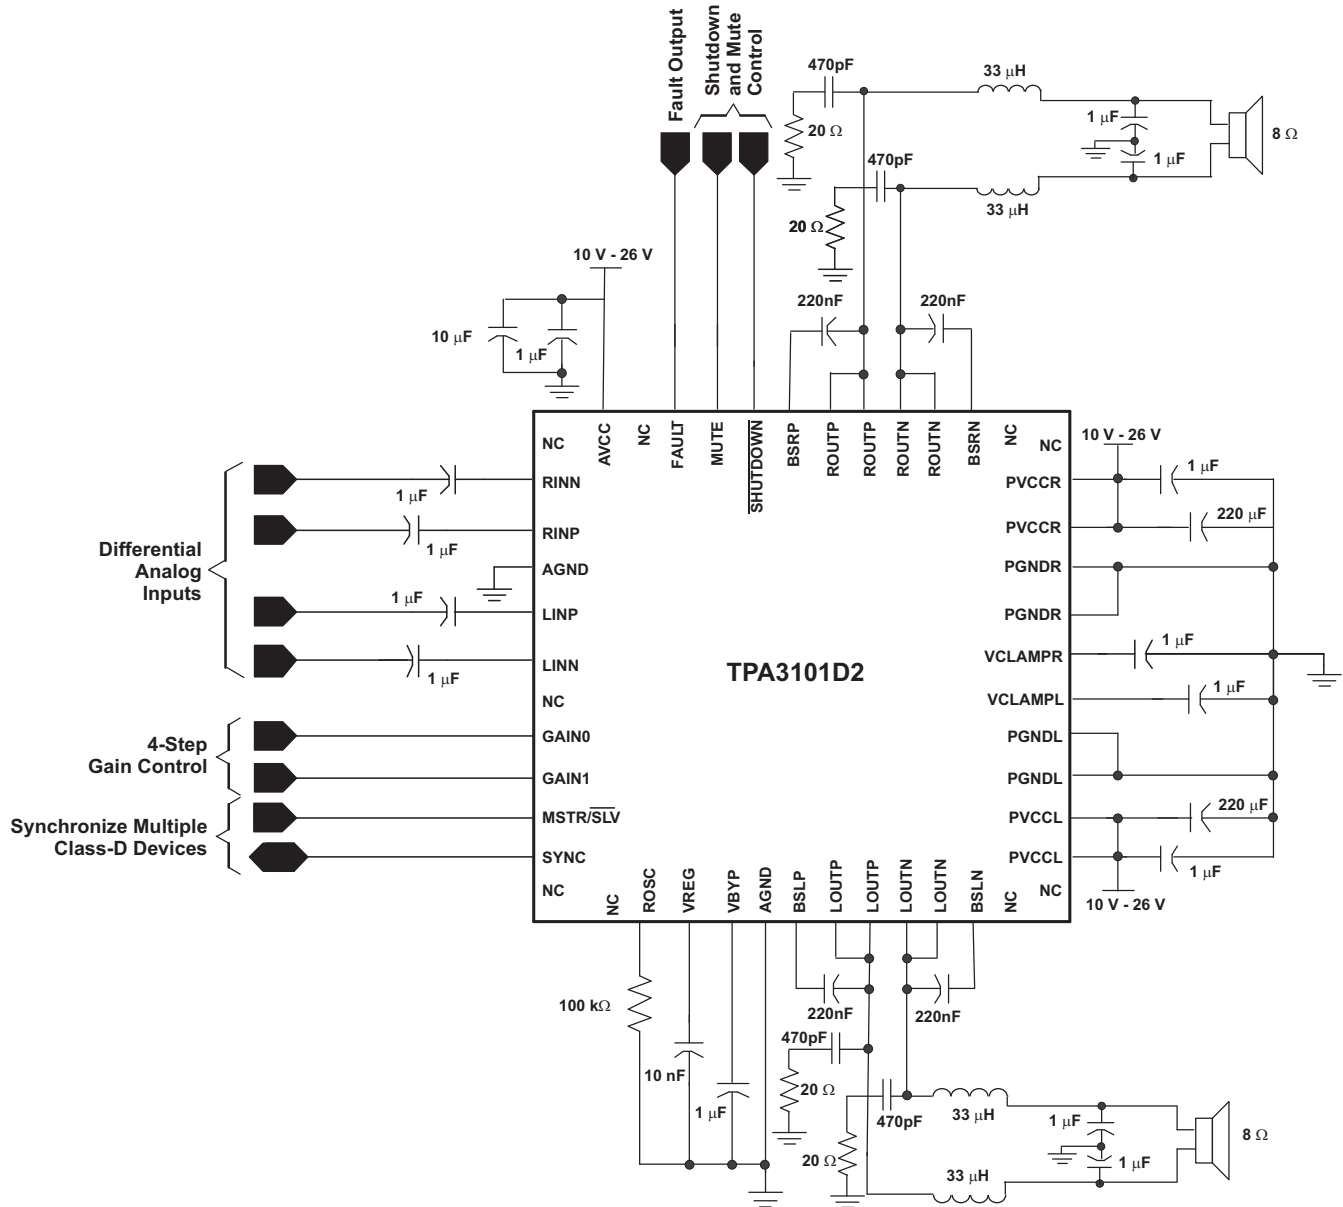 Fault Output
Shutdown
and Mute
Control
470pF
33 μH
20 Ω
1 μF
8 Ω
470pF
1 μF
20 Ω
33 μH
10 V - 26 V
220nF
220nF
10 μF
1 μF
NC
AVCC
NC
FAULT
MUTE
SHUTDOWN
BSRP
ROUTP
ROUTP
ROUTN
ROUTN
BSRN
NC
NC
10 V - 26 V
Differential
Analog
Inputs
1 μF
RINN
1 μF
RINP
AGND
1 μF
LINP
1 μF
LINN
NC
4-Step
Gain Control
GAIN0
GAIN1
Synchronize Multiple
Class-D Devices
MSTR/SLV
SYNC
NC
TPA3101D2
PVCCR
1 μF
PVCCR
220 μF
PGNDR
PGNDR
VCLAMPR
1 μF
VCLAMPL
1 μF
PGNDL
PGNDL
PVCCL
220 μF
PVCCL
1 μF
NC
10 V - 26 V
NC
ROSC
VREG
VBYP
AGND
BSLP
LOUTP
LOUTP
LOUTN
LOUTN
BSLN
NC
100 kΩ
10 nF
1 μF
220nF
220nF
470pF
20 Ω
470pF
33 μH
1 μF
8 Ω
20 Ω
33 μH
1 μF